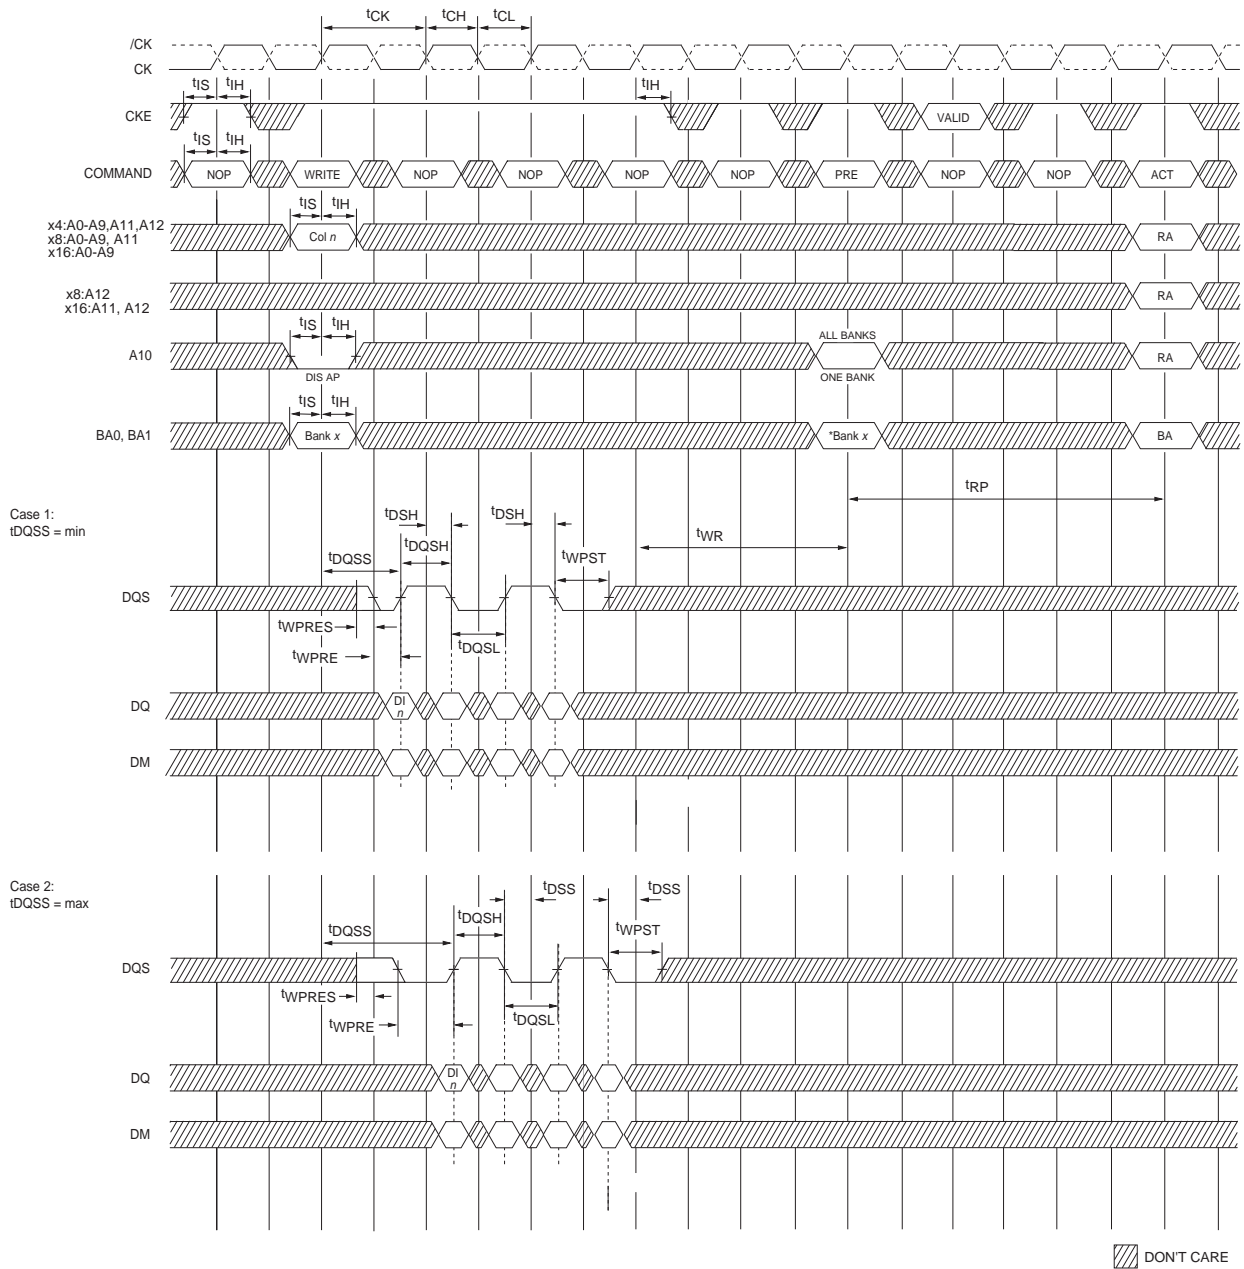 tCK tCH tCL
/CK
CK
tIS tIH tIH
CKE VALID
tIS tIH
COMMAND NOP WRITE NOP NOP NOP NOP PRE NOP NOP ACT
tIS tIH
x4:A0-A9,A11,A12
x8:A0-A9, A11
x16:A0-A9
Col n RA
x8:A12
x16:A11, A12
RA
tIS tIH ALL BANKS
A10 RA
DIS AP ONE BANK
tIS tIH
BA0, BA1 Bank x *Bank x BA
tRP
Case 1:
tDQSS = min
tDSH tDSH
tDQSH tWR
tDQSS tWPST
DQS
tWPRES tDQSL
tWPRE
DQ DI
n
DM
Case 2:
tDQSS = max
tDSS tDSS
tDQSH
tDQSS tWPST
DQS
tWPRES
tDQSL
tWPRE
DQ DI
n
DM
DON'T CARE